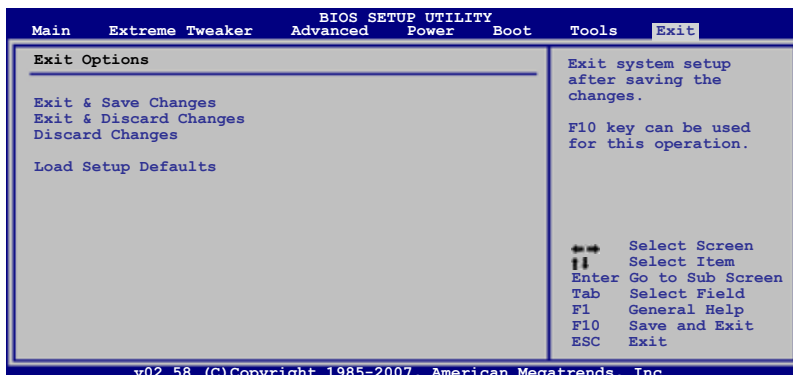 BIOS SETUP UTILITY
Main Extreme Tweaker Advanced Power Boot Tools Exit
Exit Options
Exit & Save Changes
Exit & Discard Changes
Discard Changes
Load Setup Defaults
Exit system setup
after saving the
changes.
F10 key can be used
for this operation.
Select Screen
Select Item
Enter Go to Sub Screen
Tab Select Field
F1 General Help
F10 Save and Exit
ESC Exit
v02.58 (C)Copyright 1985-2007, American Megatrends, Inc.